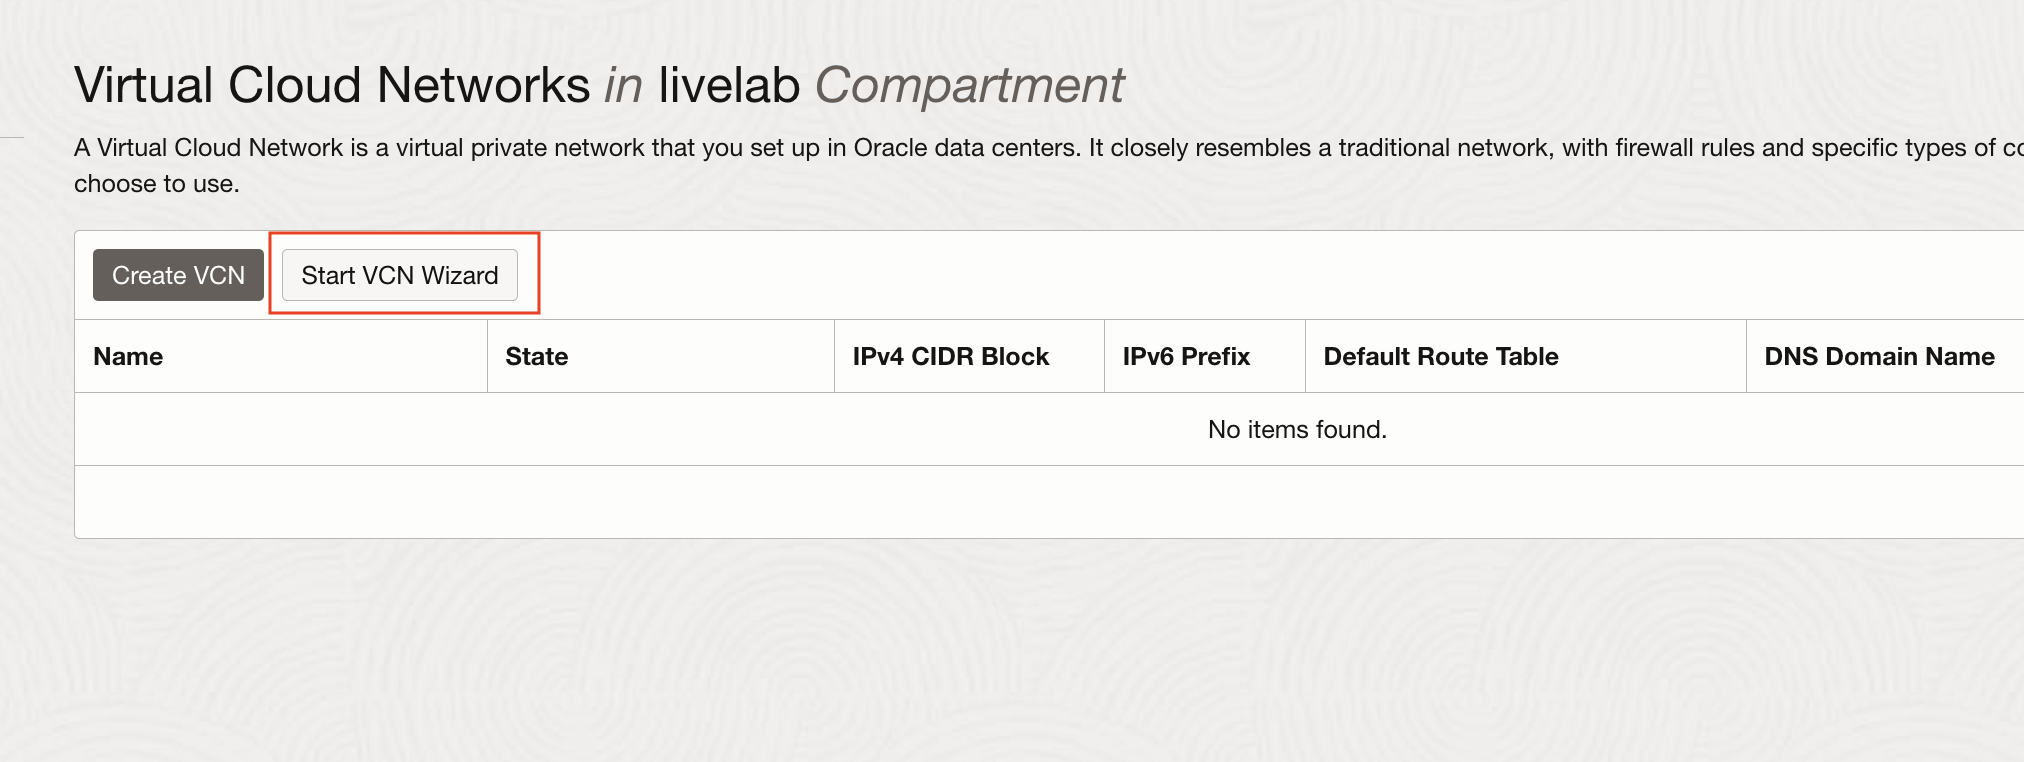 Virtual Cloud Networks in livelab Compartment
A Virtual Cloud Network is a virtual private network that you set up in Oracle data centers. It closely resembles a traditional network, with firewall rules and specific types of
choose to use.
Create VCN
Start VCN Wizard
Name State IPv4 CIDR Block IPv6 Prefix Default Route Table DNS Domain Name
No items found.